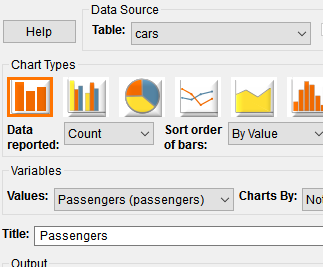 Data Source
Help
Table: cars
Chart Types
Data reported: Count Sort order of bars: By Value
Variables
Values: Passengers (passengers) Charts By: Not
Title: Passengers
Output